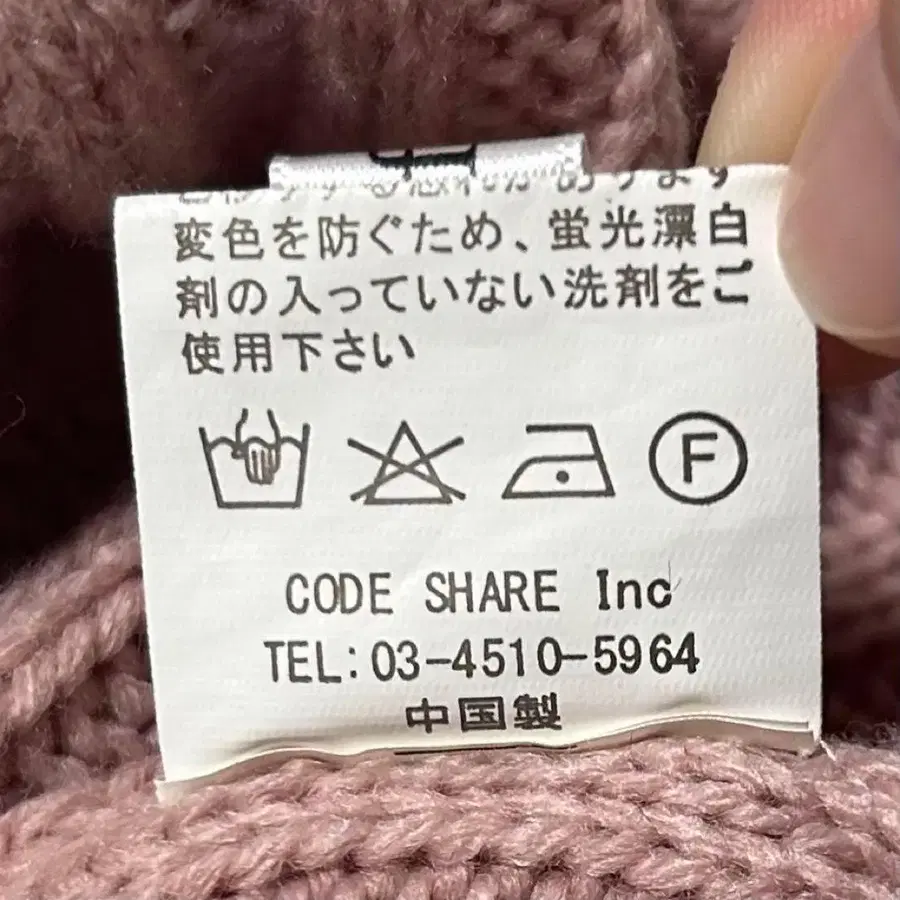 変色を防ぐため、蛍光漂白
剤の入っていない洗剤をご
使用下さい
F
CODE SHARE Inc
TEL:03-4510-5964
中国製